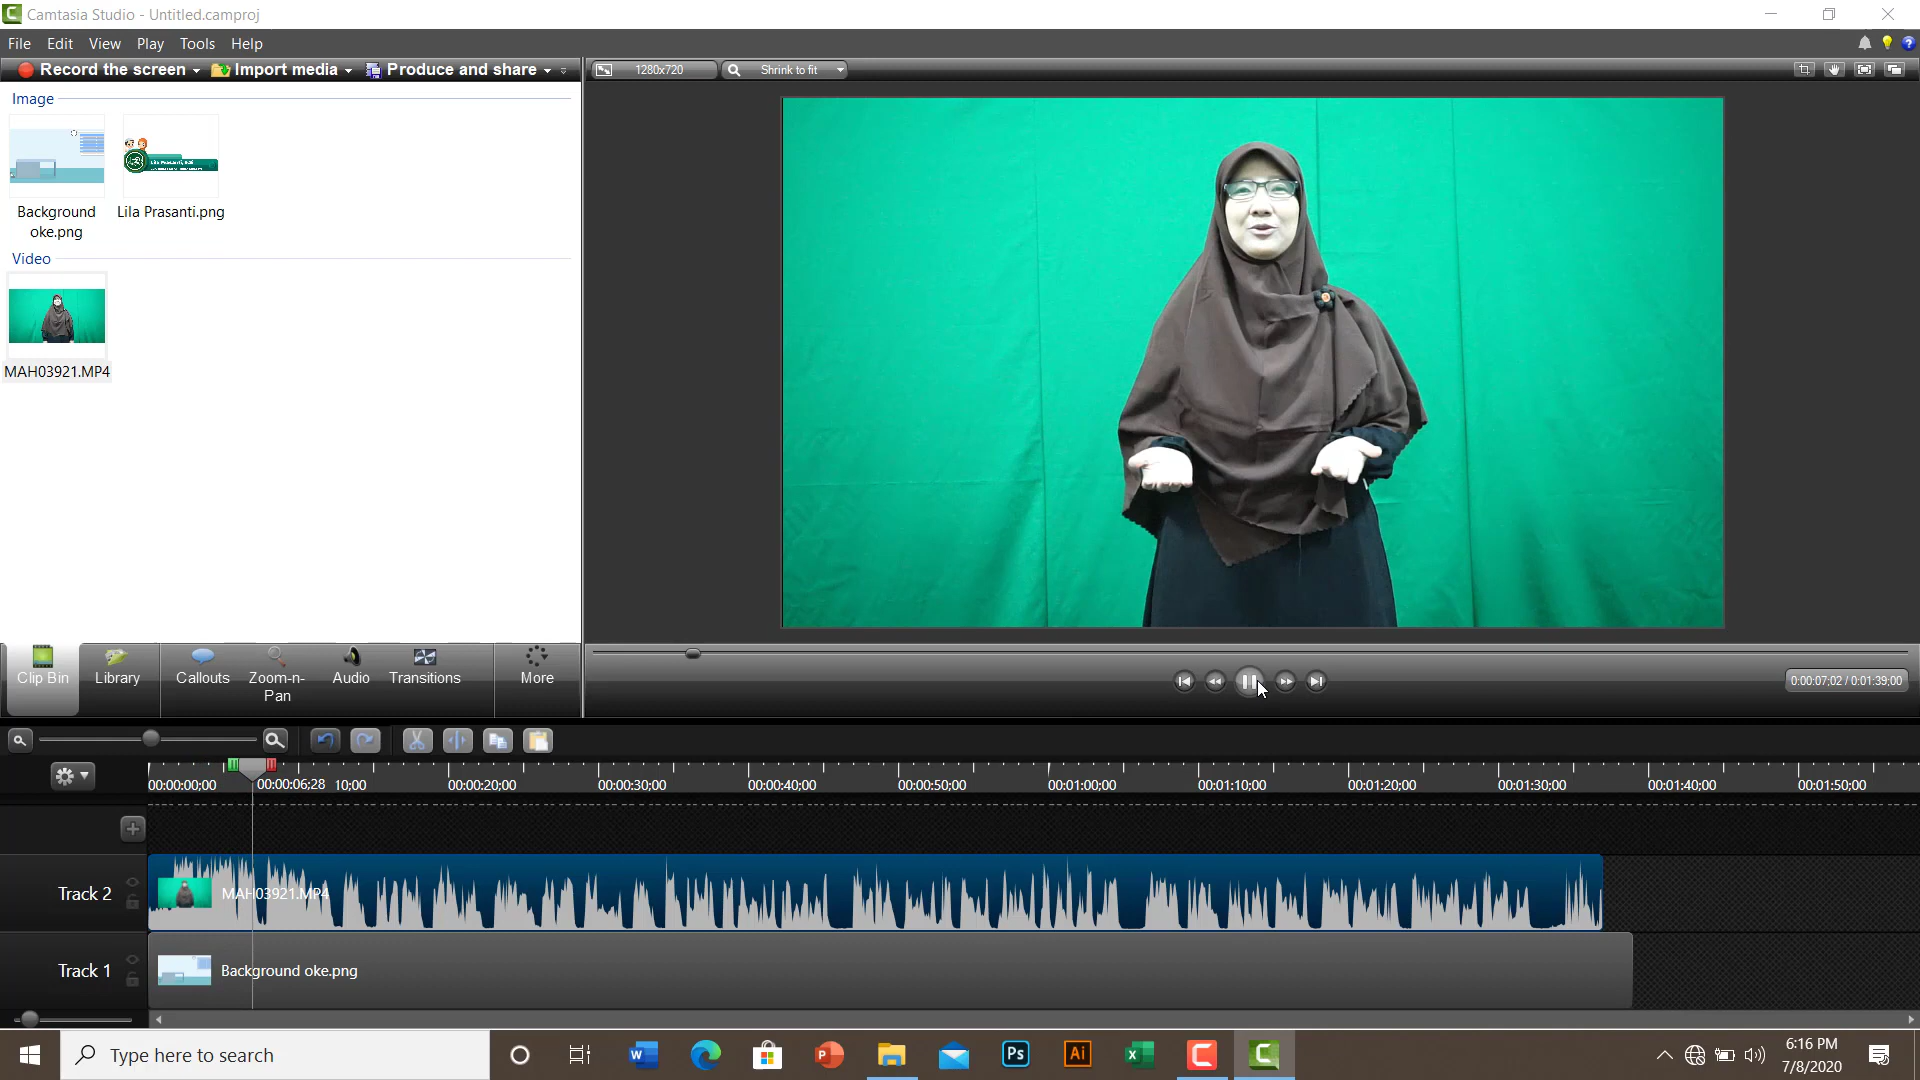 Camtasia Studio - Untitled.camproj
File Edit View Play Tools Help
Record the screen Import media Produce and share
1280x720 Shrink to fit
Image
Background
oke.png
Lila Prasanti.png
Video
MAH03921.MP4
Clip Bin Library Callouts Zoom-n-
Pan
Audio Transitions More
0:00:07;02 / 0:01:39;00
00:00:00;00 00:00:06;28 10;00 00:00:20;00 00:00:30;00 00:00:40;00 00:00:50;00 00:01:00;00 00:01:10;00 00:01:20;00 00:01:30;00 00:01:40;00 00:01:50;00
Track 2 MAH03921.MP4
Track 1 Background oke.png
Type here to search
W P Ps Ai X C C
6:16 PM
7/8/2020